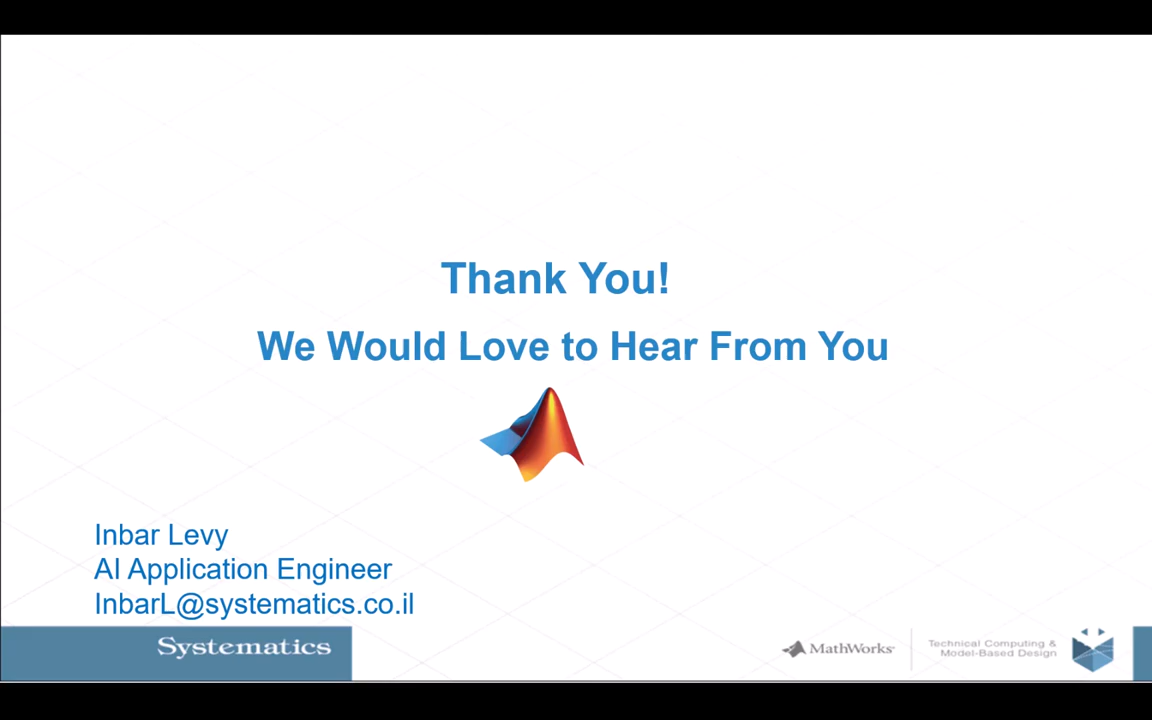 Thank You!
We Would Love to Hear From You
Inbar Levy
AI Application Engineer
InbarL@systematics.co.il
Systematics
MathWorks
Technical Computing &
Model-Based Design